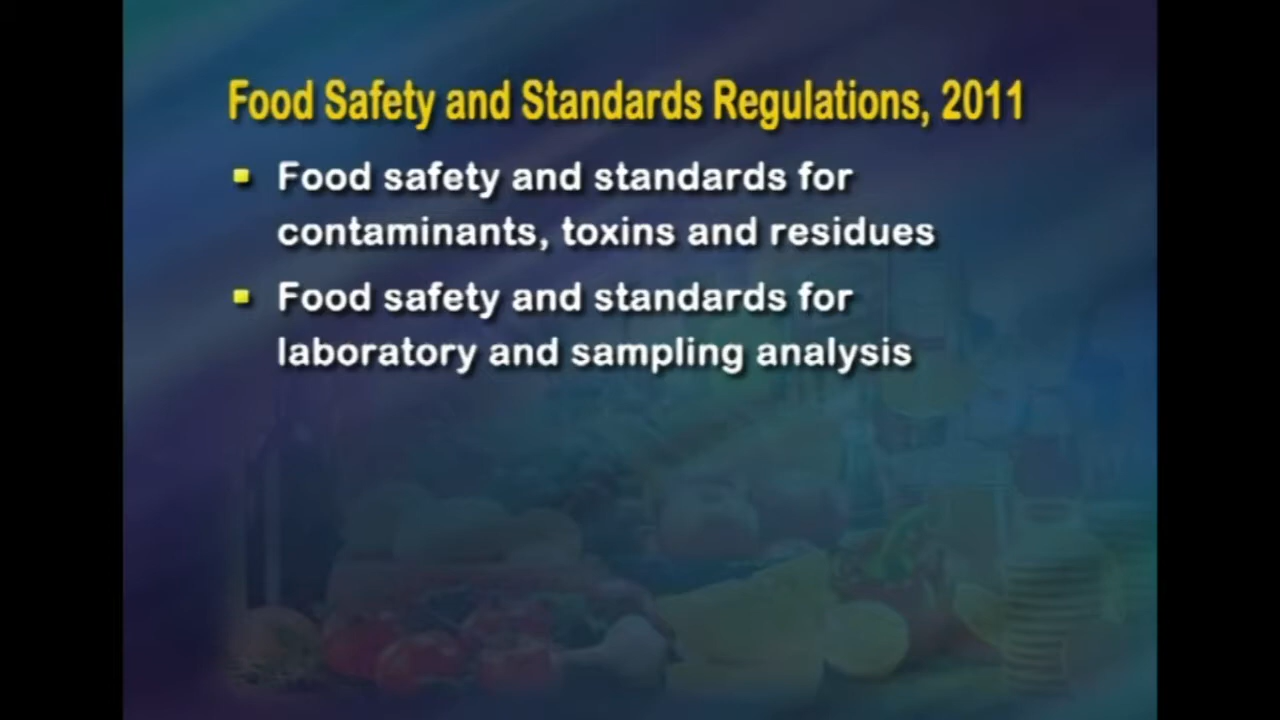 Food Safety and Standards Regulations, 2011
▪ Food safety and standards for
contaminants, toxins and residues
▪ Food safety and standards for
laboratory and sampling analysis